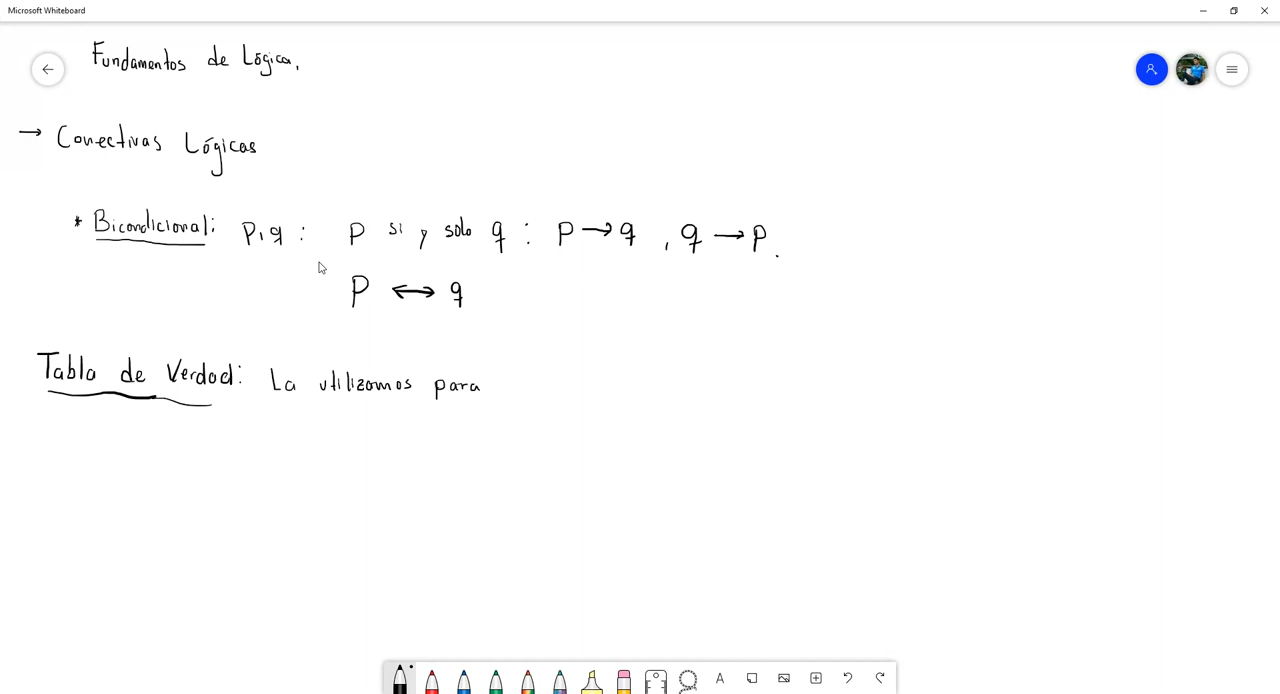 Microsoft Whiteboard
Fundamentos de Lógica.
→ Conectivas Lógicas
* Bicondicional: p, q : p si y solo q : p → q , q → p.
p ↔ q
Tabla de Verdad: La utilizamos para